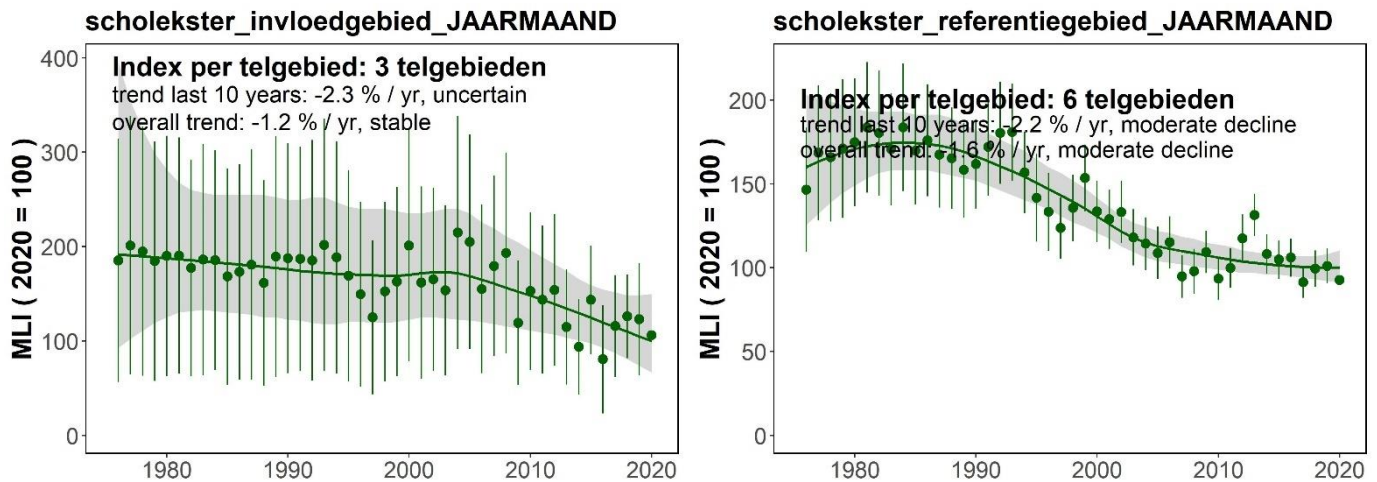 scholekster_invloedgebied_JAARMAAND
Index per telgebied: 3 telgebieden
trend last 10 years: -2.3 % / yr, uncertain
overall trend: -1.2 % / yr, stable
MLI ( 2020 = 100 )
400
300
200
100
0
1980
1990
2000
2010
2020
scholekster_referentiegebied_JAARMAAND
Index per telgebied: 6 telgebieden
trend last 10 years: -2.2 % / yr, moderate decline
overall trend: -1.6 % / yr, moderate decline
MLI ( 2020 = 100 )
200
150
100
50
0
1980
1990
2000
2010
2020